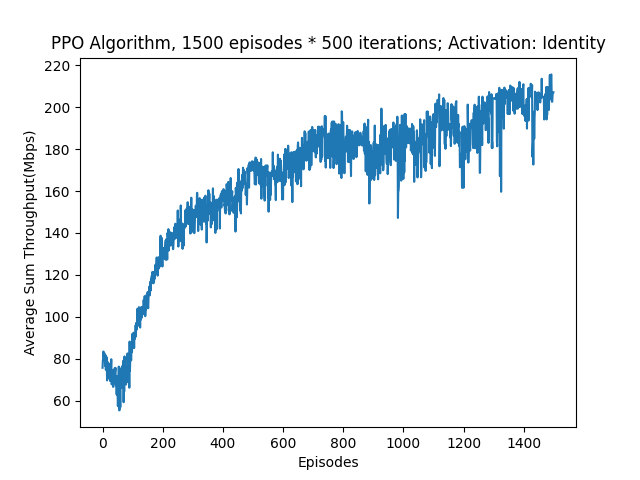 PPO Algorithm, 1500 episodes * 500 iterations; Activation: Identity
220
200
180
160
140
120
100
80
60
Average Sum Throughput(Mbps)
0 200 400 600 800 1000 1200 1400
Episodes